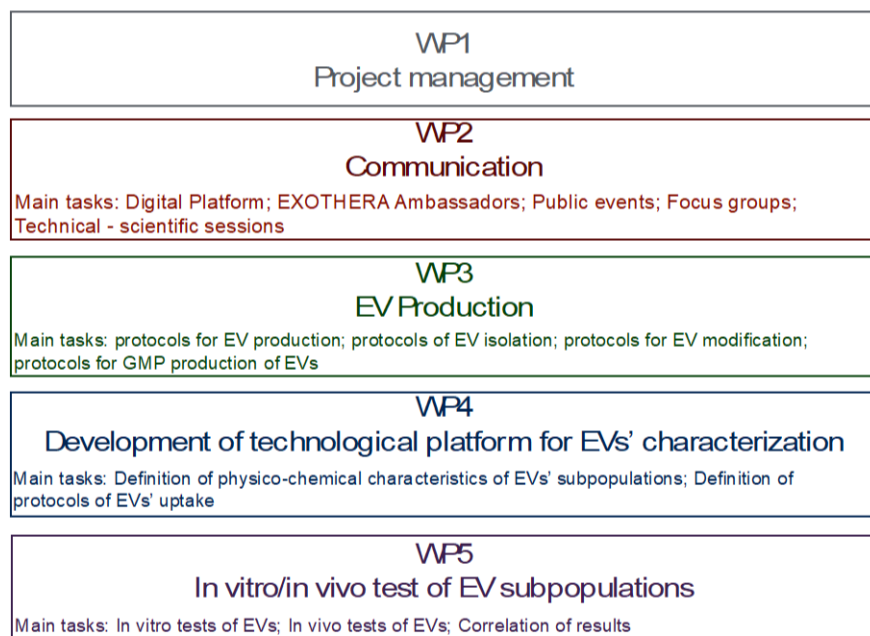 WP1
Project management
WP2
Communication
Main tasks: Digital Platform; EXOTHERA Ambassadors; Public events; Focus groups;
Technical - scientific sessions
WP3
EV Production
Main tasks: protocols for EV production; protocols of EV isolation; protocols for EV modification;
protocols for GMP production of EVs
WP4
Development of technological platform for EVs' characterization
Main tasks: Definition of physico-chemical characteristics of EVs' subpopulations; Definition of
protocols of EVs' uptake
WP5
In vitro/in vivo test of EV subpopulations
Main tasks: In vitro tests of EVs; In vivo tests of EVs; Correlation of results